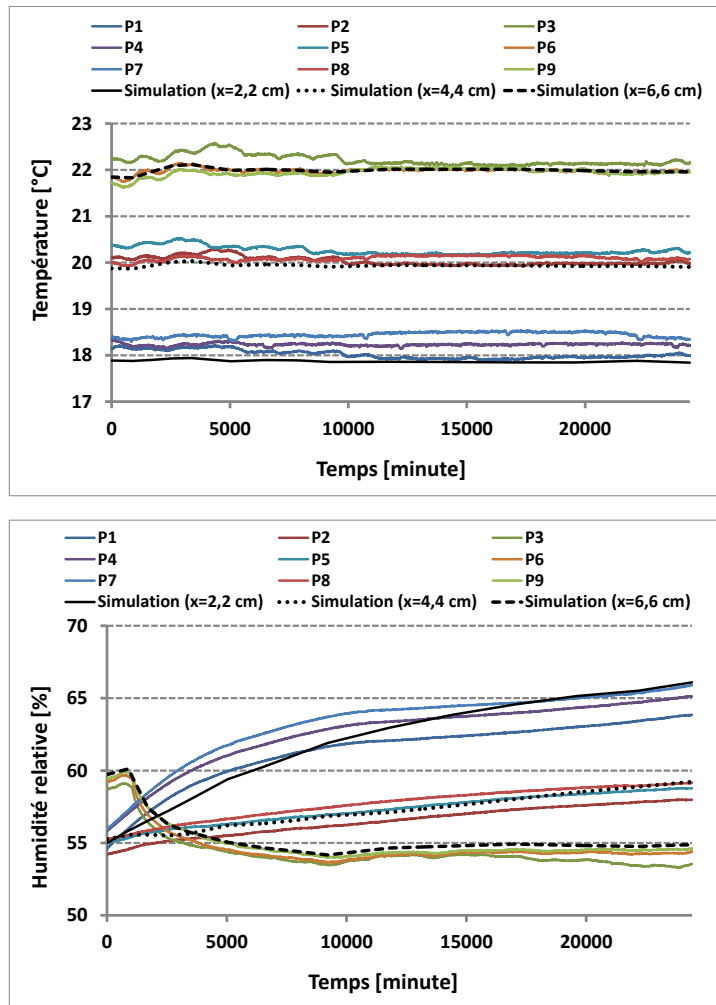 P1 P2 P3
P4 P5 P6
P7 P8 P9
Simulation (x=2,2 cm) Simulation (x=4,4 cm) Simulation (x=6,6 cm)
23
22
21
20
19
18
17
Température [°C]
0 5000 10000 15000 20000
Temps [minute]
P1 P2 P3
P4 P5 P6
P7 P8 P9
Simulation (x=2,2 cm) Simulation (x=4,4 cm) Simulation (x=6,6 cm)
70
65
60
55
50
Humidité relative [%]
0 5000 10000 15000 20000
Temps [minute]